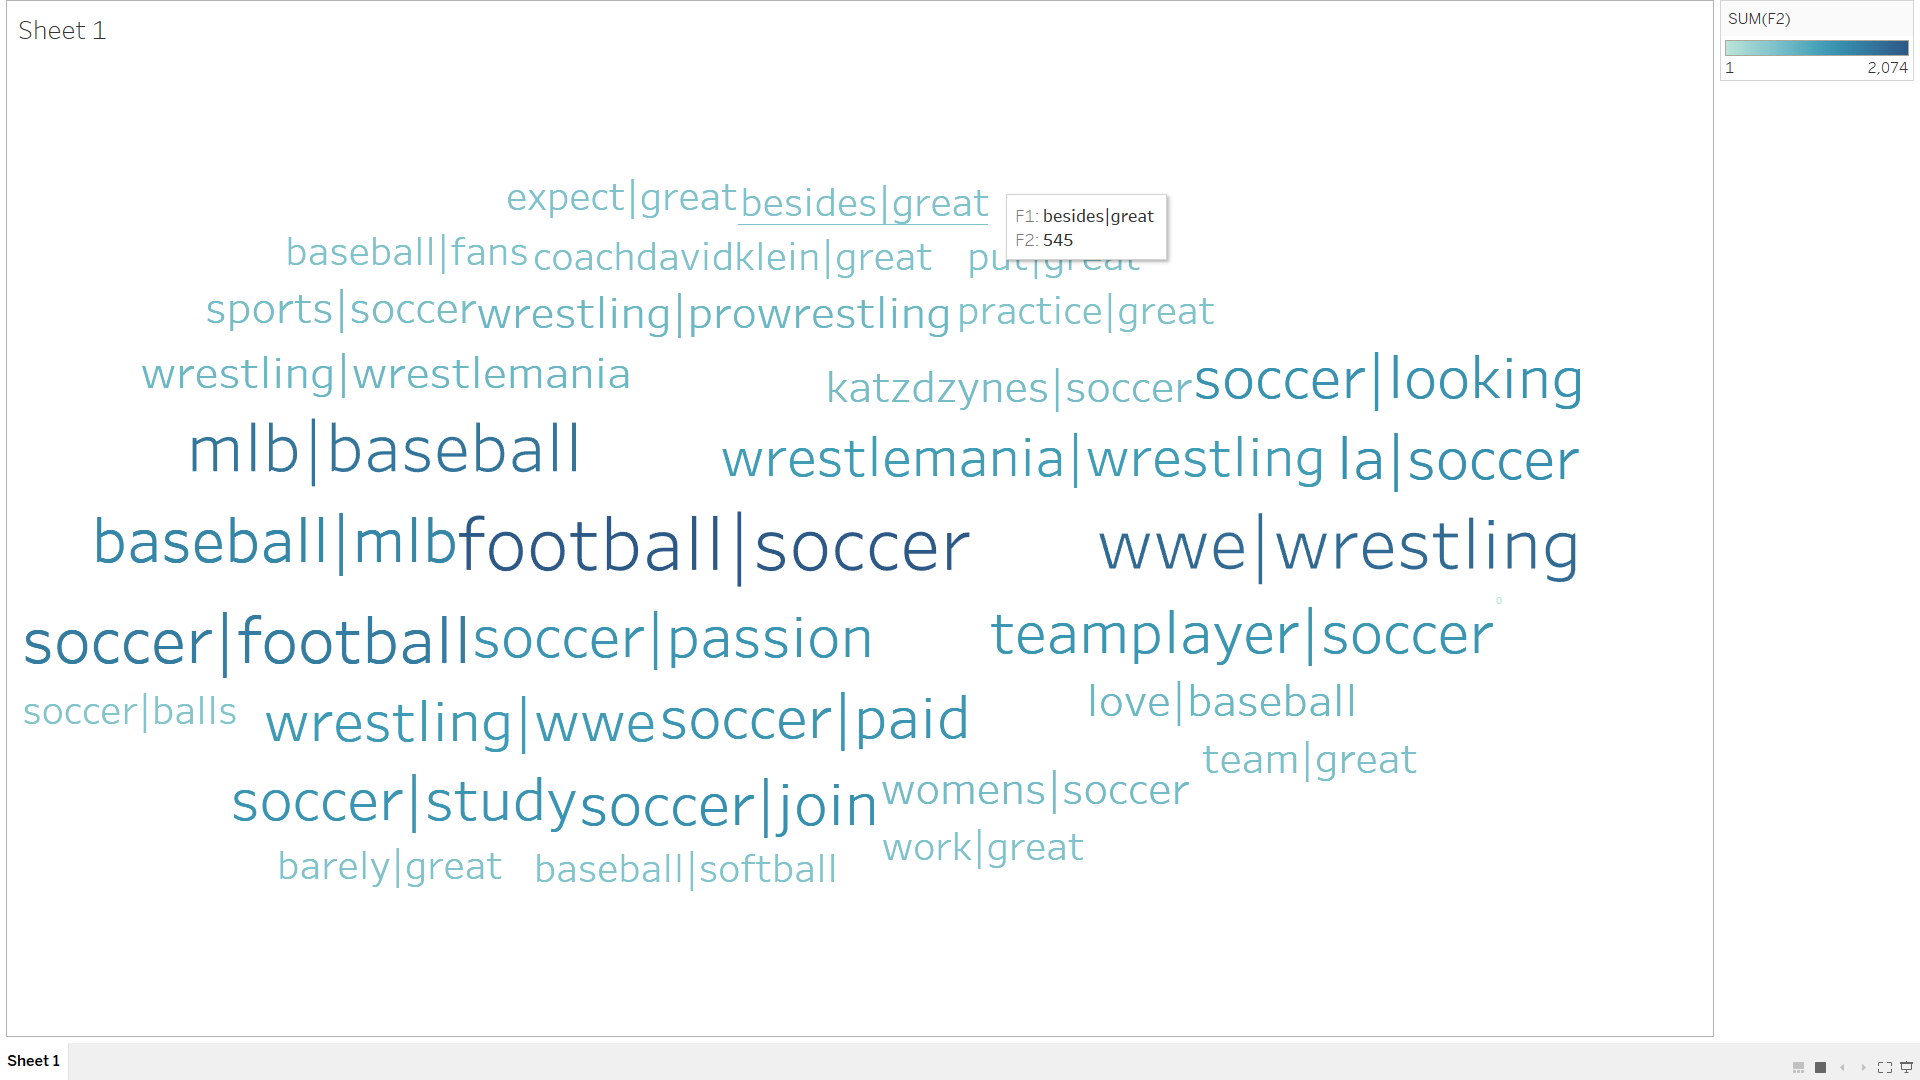 Sheet 1
SUM(F2)
1 2,074
expect|great besides|great
F1: besides|great
F2: 545
baseball|fans coachdavidklein|great put|great
sports|soccer wrestling|prowrestling practice|great
wrestling|wrestlemania katzdzynes|soccer soccer|looking
mlb|baseball wrestlemania|wrestling la|soccer
baseball|mlb football|soccer wwe|wrestling
0
soccer|football soccer|passion teamplayer|soccer
soccer|balls wrestling|wwe soccer|paid love|baseball
team|great
soccer|study soccer|join womens|soccer
work|great
barely|great baseball|softball
Sheet 1